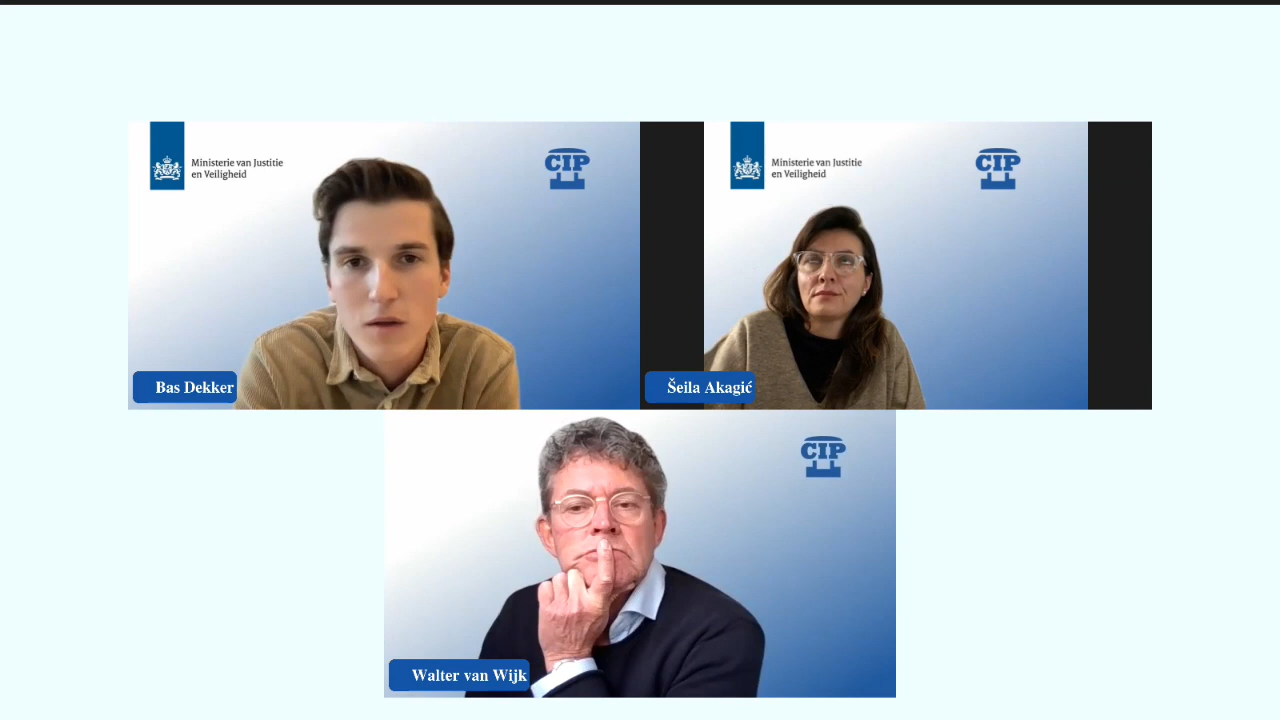 Ministerie van Justitie
en Veiligheid
CIP
Bas Dekker
Ministerie van Justitie
en Veiligheid
CIP
Šeila Akagić
CIP
Walter van Wijk